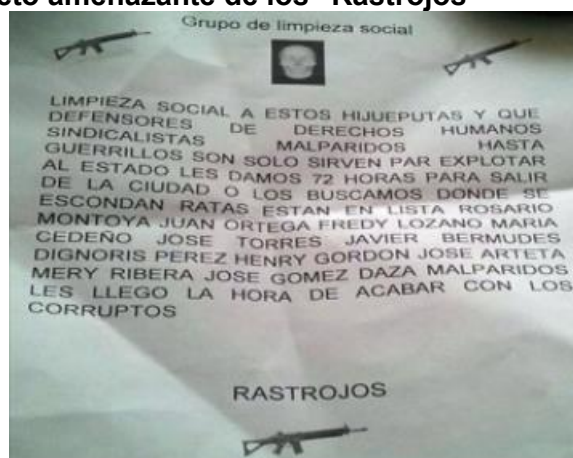 Grupo de limpieza social
LIMPIEZA SOCIAL A ESTOS HIJUEPUTAS Y QUE
DEFENSORES DE DERECHOS HUMANOS
SINDICALISTAS MALPARIDOS HASTA
GUERRILLOS SON SOLO SIRVEN PAR EXPLOTAR
AL ESTADO LES DAMOS 72 HORAS PARA SALIR
DE LA CIUDAD O LOS BUSCAMOS DONDE SE
ESCONDAN RATAS ESTAN EN LISTA ROSARIO
MONTOYA JUAN ORTEGA FREDY LOZANO MARIA
CEDEÑO JOSE TORRES JAVIER BERMUDES
DIGNORIS PEREZ HENRY GORDON JOSE ARTETA
MERY RIBERA JOSE GOMEZ DAZA MALPARIDOS
LES LLEGO LA HORA DE ACABAR CON LOS
CORRUPTOS
RASTROJOS